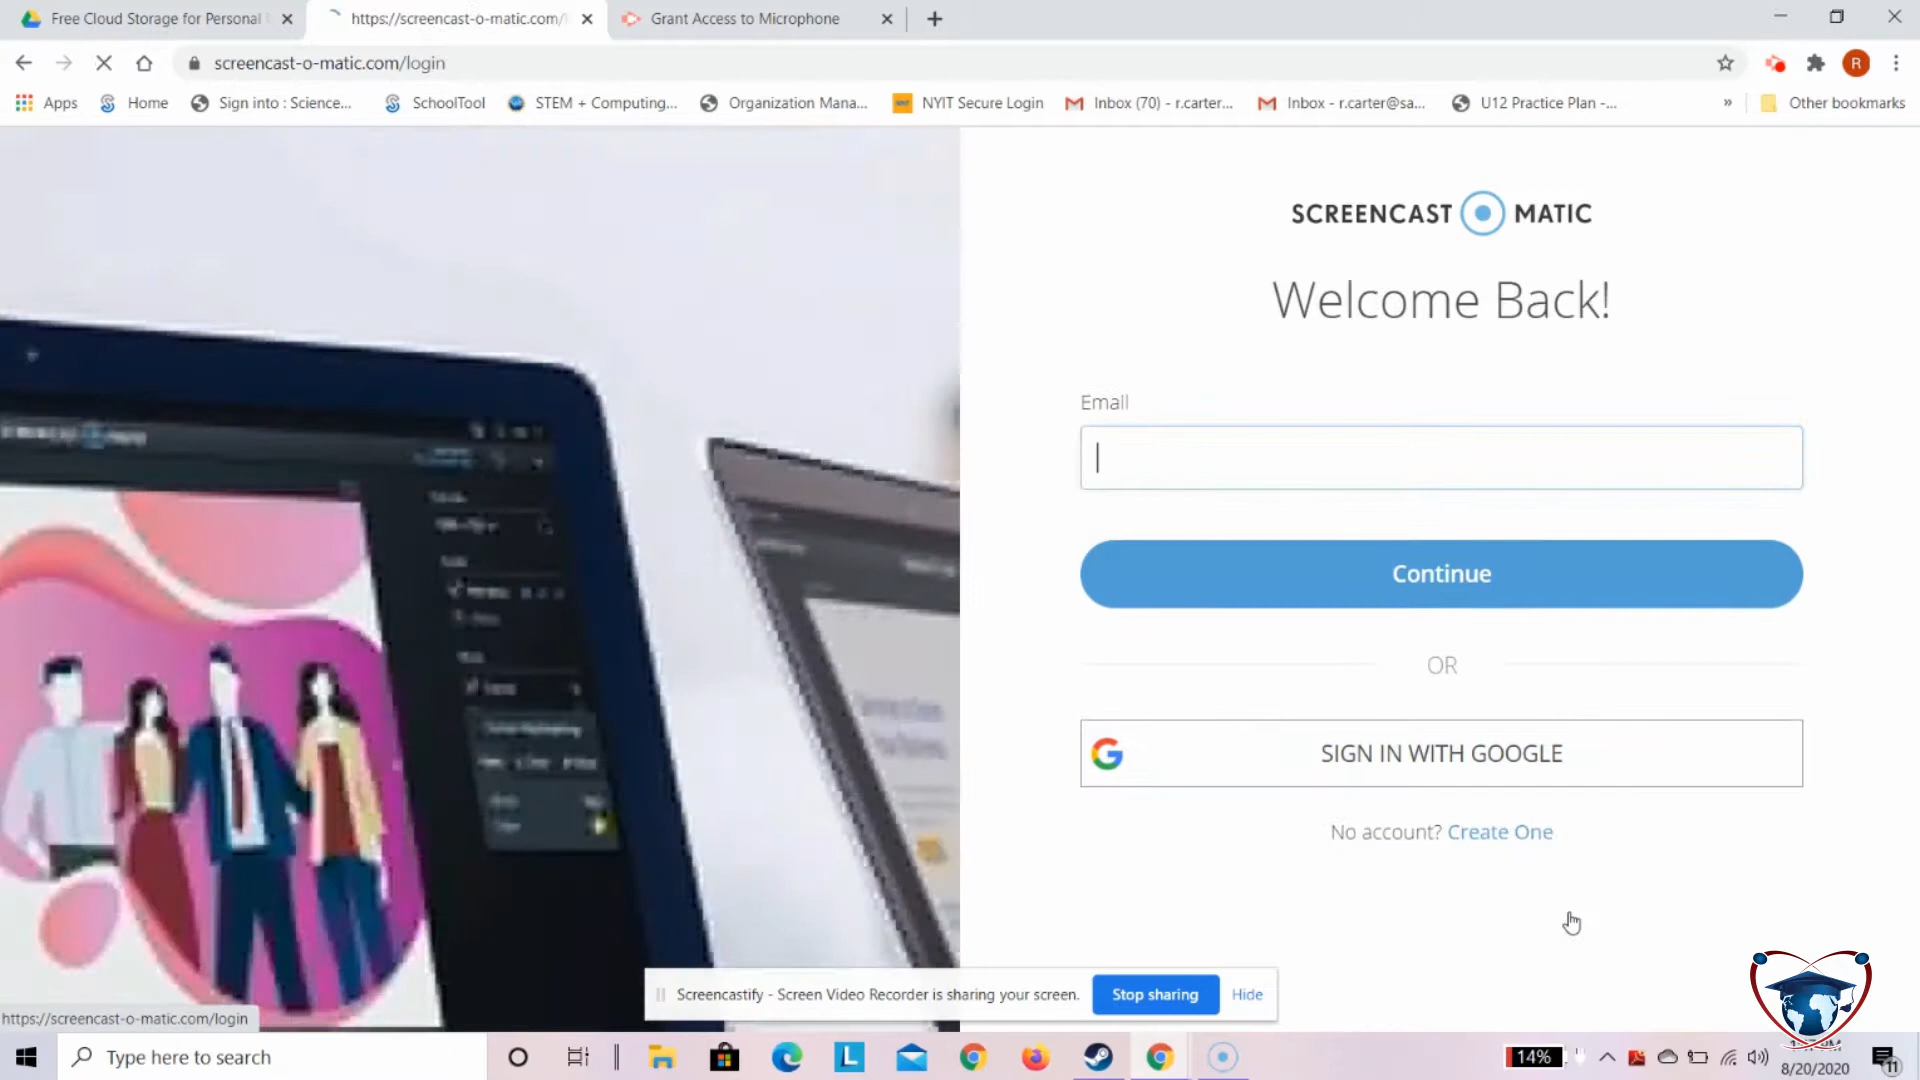 Free Cloud Storage for Personal
https://screencast-o-matic.com/
Grant Access to Microphone
screencast-o-matic.com/login
R
Apps
Home
Sign into : Science...
SchoolTool
STEM + Computing...
Organization Mana...
NYIT Secure Login
Inbox (70) - r.carter...
Inbox - r.carter@sa...
U12 Practice Plan -...
»
Other bookmarks
SCREENCAST MATIC
Welcome Back!
Email
Continue
OR
SIGN IN WITH GOOGLE
No account? Create One
Screencastify - Screen Video Recorder is sharing your screen.
Stop sharing
Hide
https://screencast-o-matic.com/login
Type here to search
14%
8/20/2020
11